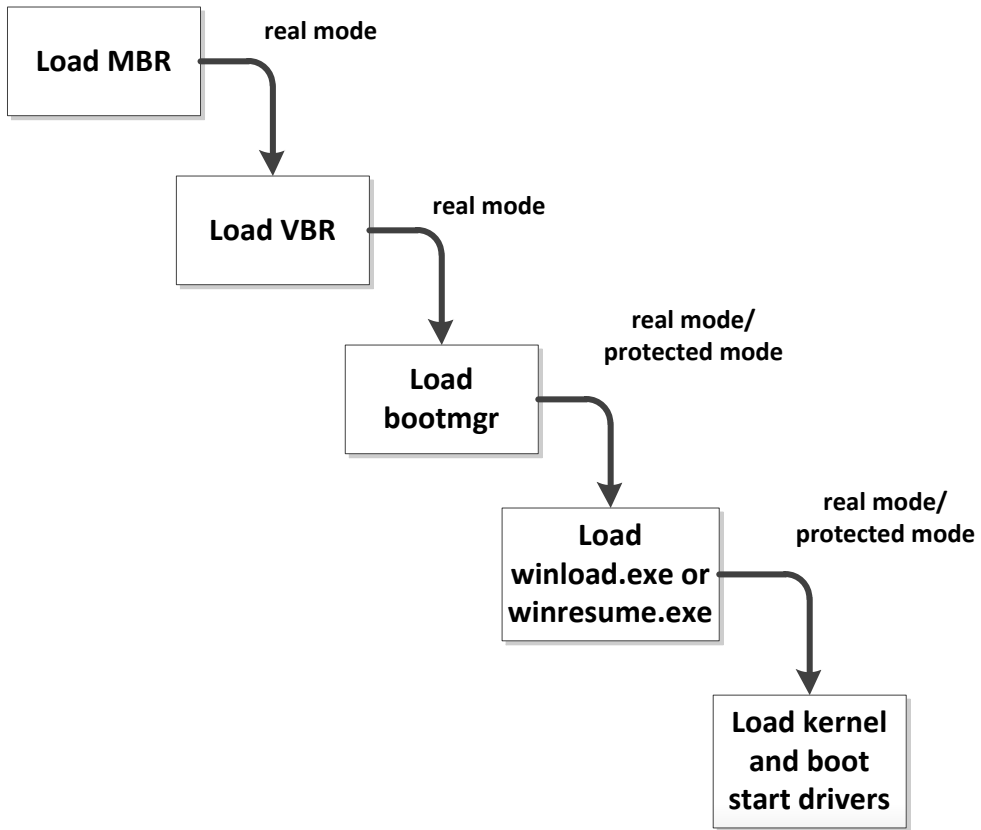 real mode
Load MBR
real mode
Load VBR
real mode/
protected mode
Load
bootmgr
real mode/
protected mode
Load
winload.exe or
winresume.exe
Load kernel
and boot
start drivers